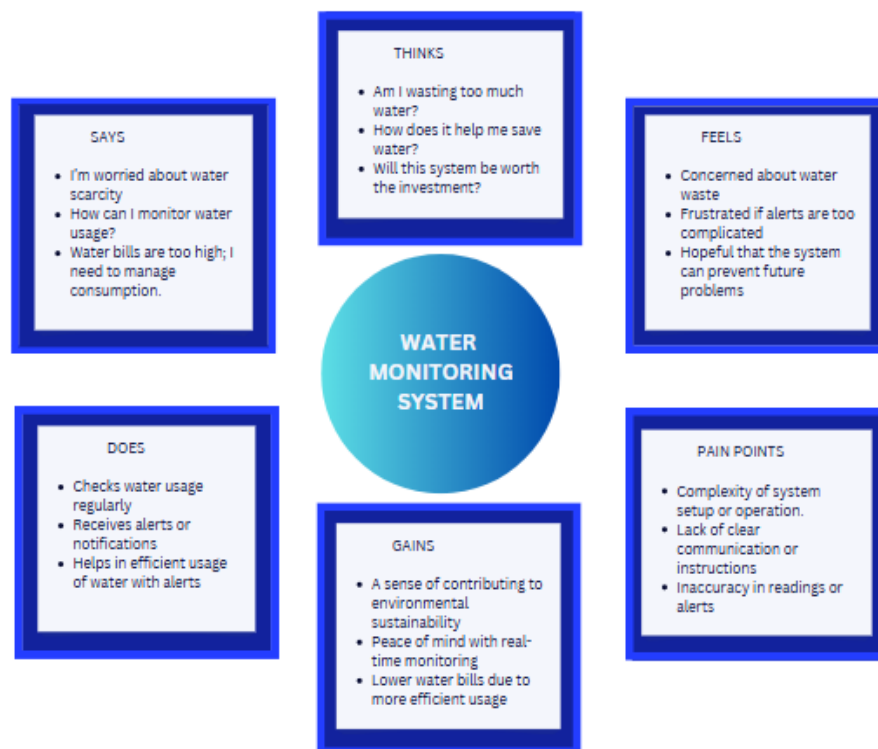 THINKS
• Am I wasting too much
water?
• How does it help me save
water?
• Will this system be worth
the investment?
SAYS
• I'm worried about water
scarcity
• How can I monitor water
usage?
• Water bills are too high; I
need to manage
consumption.
FEELS
• Concerned about water
waste
• Frustrated if alerts are too
complicated
• Hopeful that the system
can prevent future
problems
WATER
MONITORING
SYSTEM
DOES
• Checks water usage
regularly
• Receives alerts or
notifications
• Helps in efficient usage
of water with alerts
PAIN POINTS
• Complexity of system
setup or operation.
• Lack of clear
communication or
instructions
• Inaccuracy in readings or
alerts
GAINS
• A sense of contributing to
environmental
sustainability
• Peace of mind with real-
time monitoring
• Lower water bills due to
more efficient usage